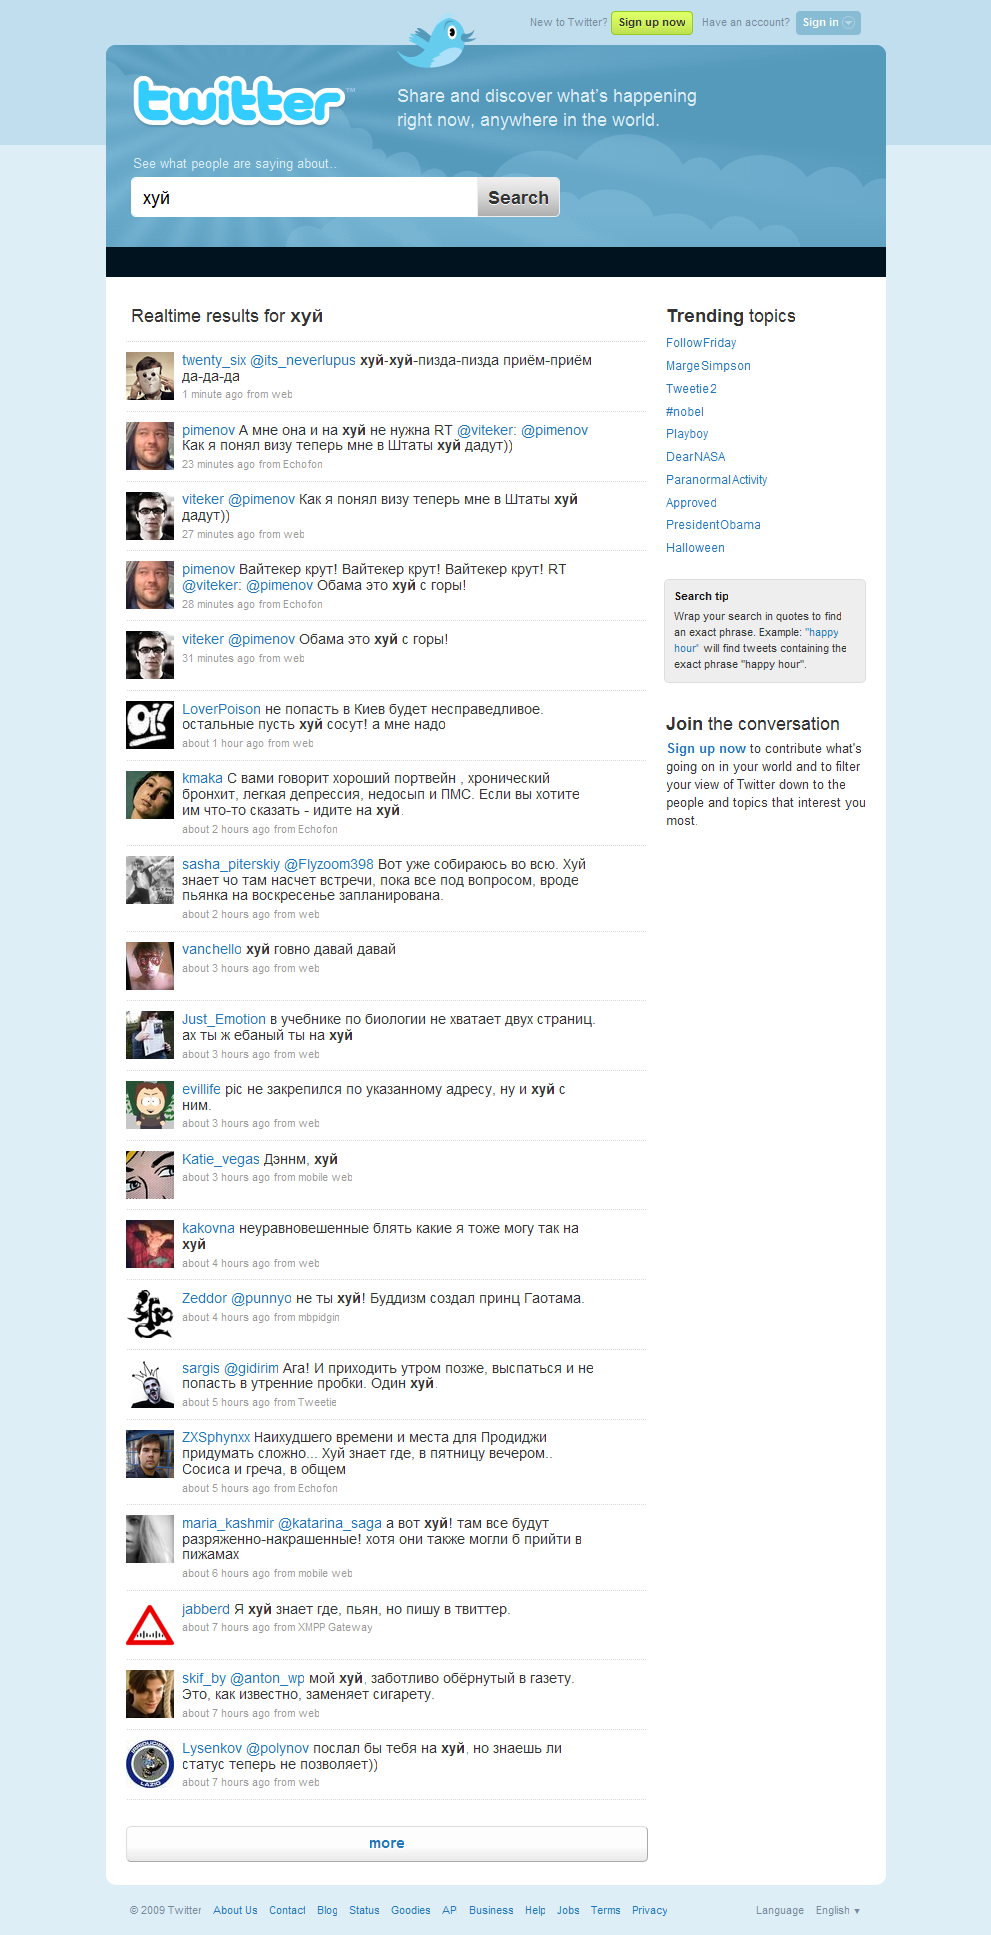 New to Twitter? Sign up now Have an account? Sign in
twitter™
Share and discover what's happening
right now, anywhere in the world.
See what people are saying about..
хуй Search
Realtime results for хуй
twenty_six @its_neverlupus хуй-хуй-пизда-пизда приём-приём
да-да-да
1 minute ago from web
pimenov А мне она и на хуй не нужна RT @viteker: @pimenov
Как я понял визу теперь мне в Штаты хуй дадут))
23 minutes ago from Echofon
viteker @pimenov Как я понял визу теперь мне в Штаты хуй
дадут))
27 minutes ago from web
pimenov Вайтекер крут! Вайтекер крут! Вайтекер крут! RT
@viteker: @pimenov Обама это хуй с горы!
28 minutes ago from Echofon
viteker @pimenov Обама это хуй с горы!
31 minutes ago from web
Oi!
LoverPoison не попасть в Киев будет несправедливое.
остальные пусть хуй сосут! а мне надо
about 1 hour ago from web
kmaka С вами говорит хороший портвейн , хронический
бронхит, легкая депрессия, недосып и ПМС. Если вы хотите
им что-то сказать - идите на хуй.
about 2 hours ago from Echofon
sasha_piterskiy @Flyzoom398 Вот уже собираюсь во всю. Хуй
знает чо там насчет встречи, пока все под вопросом, вроде
пьянка на воскресенье запланирована.
about 2 hours ago from web
vanchello хуй говно давай давай
about 3 hours ago from web
Just_Emotion в учебнике по биологии не хватает двух страниц.
ах ты ж ебаный ты на хуй
about 3 hours ago from web
evillife pic не закрепился по указанному адресу, ну и хуй с
ним.
about 3 hours ago from web
Katie_vegas Дэннм, хуй
about 3 hours ago from mobile web
kakovna неуравновешенные блять какие я тоже могу так на
хуй
about 4 hours ago from web
Zeddor @punnyo не ты хуй! Буддизм создал принц Гаотама.
about 4 hours ago from mbpidgin
sargis @gidirim Ага! И приходить утром позже, выспаться и не
попасть в утренние пробки. Один хуй.
about 5 hours ago from Tweetie
ZXSphynxx Наихудшего времени и места для Продиджи
придумать сложно... Хуй знает где, в пятницу вечером..
Сосиса и греча, в общем
about 5 hours ago from Echofon
maria_kashmir @katarina_saga а вот хуй! там все будут
разряженно-накрашенные! хотя они также могли б прийти в
пижамах
about 6 hours ago from mobile web
jabberd Я хуй знает где, пьян, но пишу в твиттер.
about 7 hours ago from XMPP Gateway
skif_by @anton_wp мой хуй, заботливо обёрнутый в газету.
Это, как известно, заменяет сигарету.
about 7 hours ago from web
LAZIO
Lysenkov @polynov послал бы тебя на хуй, но знаешь ли
статус теперь не позволяет))
about 7 hours ago from web
more
Trending topics
FollowFriday
MargeSimpson
Tweetie2
#nobel
Playboy
DearNASA
ParanormalActivity
Approved
PresidentObama
Halloween
Search tip
Wrap your search in quotes to find
an exact phrase. Example: "happy
hour" will find tweets containing the
exact phrase "happy hour".
Join the conversation
Sign up now to contribute what's
going on in your world and to filter
your view of Twitter down to the
people and topics that interest you
most.
© 2009 Twitter About Us Contact Blog Status Goodies AP Business Help Jobs Terms Privacy Language English